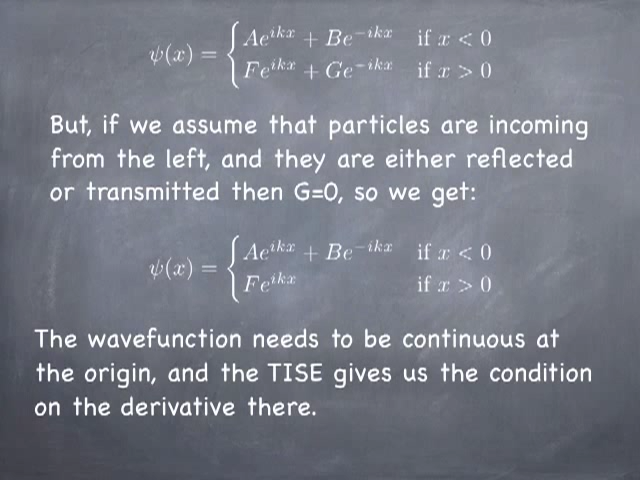 ψ(x) = { Ae^{ikx} + Be^{-ikx} if x < 0
Fe^{ikx} + Ge^{-ikx} if x > 0
But, if we assume that particles are incoming
from the left, and they are either reflected
or transmitted then G=0, so we get:
ψ(x) = { Ae^{ikx} + Be^{-ikx} if x < 0
Fe^{ikx} if x > 0
The wavefunction needs to be continuous at
the origin, and the TISE gives us the condition
on the derivative there.